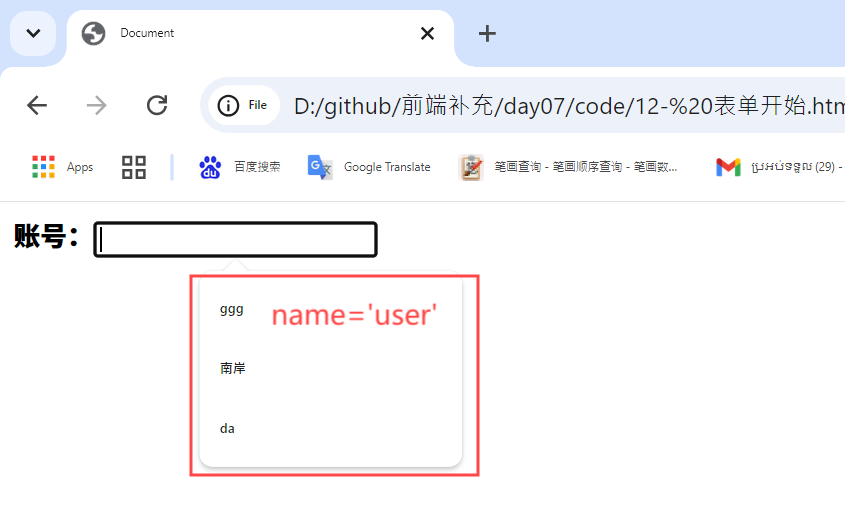 Document
File
D:/github/前端补充/day07/code/12-%20表单开始.htm
Apps
百度搜索
Google Translate
笔画查询 - 笔画顺序查询 - 笔画数...
ប្រអប់ទទួល (29) -
账号：
ggg
name='user'
南岸
da